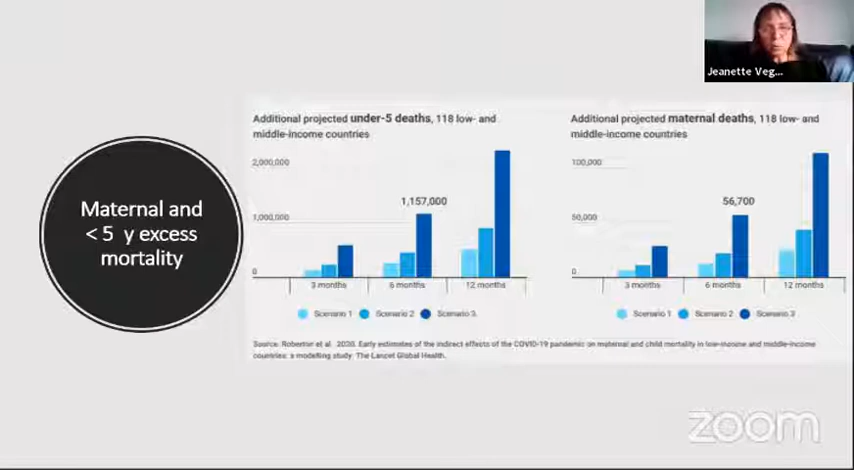 Jeanette Veg...
Maternal and
< 5 y excess
mortality
Additional projected under-5 deaths, 118 low- and
middle-income countries
2,000,000
1,157,000
1,000,000
0
3 months
6 months
12 months
Scenario 1
Scenario 2
Scenario 3
Additional projected maternal deaths, 118 low- and
middle-income countries
100,000
56,700
50,000
0
3 months
6 months
12 months
Scenario 1
Scenario 2
Scenario 3
Source: Roberton et al. 2020. Early estimates of the indirect effects of the COVID-19 pandemic on maternal and child mortality in low-income and middle-income
countries: a modelling study. The Lancet Global Health.
zoom